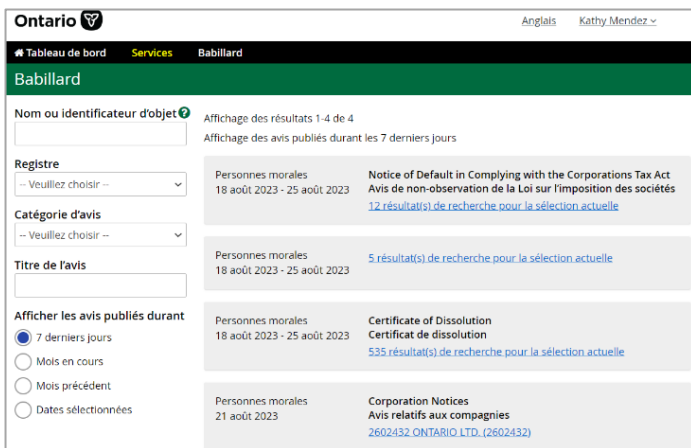 Ontario
Anglais Kathy Mendez
Tableau de bord Services Babillard
Babillard
Nom ou identificateur d'objet ?
Registre
-- Veuillez choisir --
Catégorie d'avis
-- Veuillez choisir --
Titre de l'avis
Afficher les avis publiés durant
7 derniers jours
Mois en cours
Mois précédent
Dates sélectionnées
Affichage des résultats 1-4 de 4
Affichage des avis publiés durant les 7 derniers jours
Personnes morales
18 août 2023 - 25 août 2023
Notice of Default in Complying with the Corporations Tax Act
Avis de non-observation de la Loi sur l'imposition des sociétés
12 résultat(s) de recherche pour la sélection actuelle
Personnes morales
18 août 2023 - 25 août 2023
5 résultat(s) de recherche pour la sélection actuelle
Personnes morales
18 août 2023 - 25 août 2023
Certificate of Dissolution
Certificat de dissolution
535 résultat(s) de recherche pour la sélection actuelle
Personnes morales
21 août 2023
Corporation Notices
Avis relatifs aux compagnies
2602432 ONTARIO LTD. (2602432)